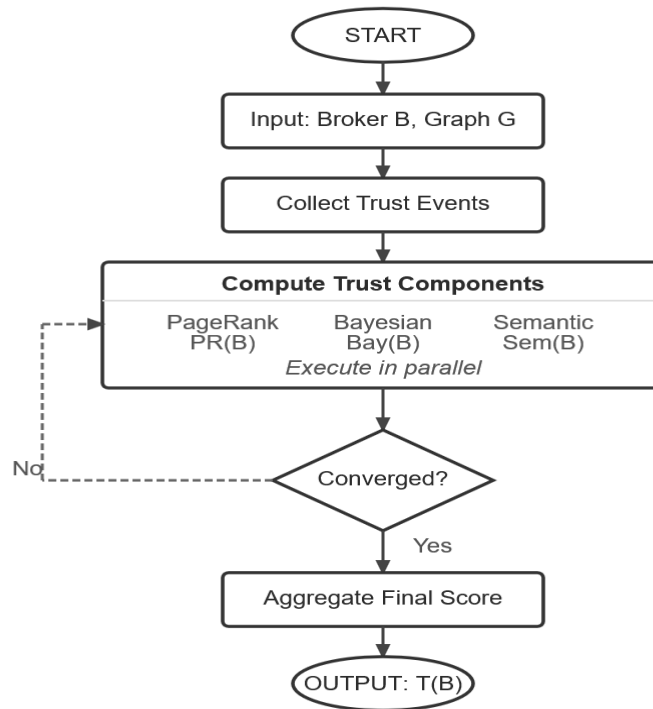 START
Input: Broker B, Graph G
Collect Trust Events
Compute Trust Components
PageRank Bayesian Semantic
PR(B) Bay(B) Sem(B)
Execute in parallel
No
Converged?
Yes
Aggregate Final Score
OUTPUT: T(B)